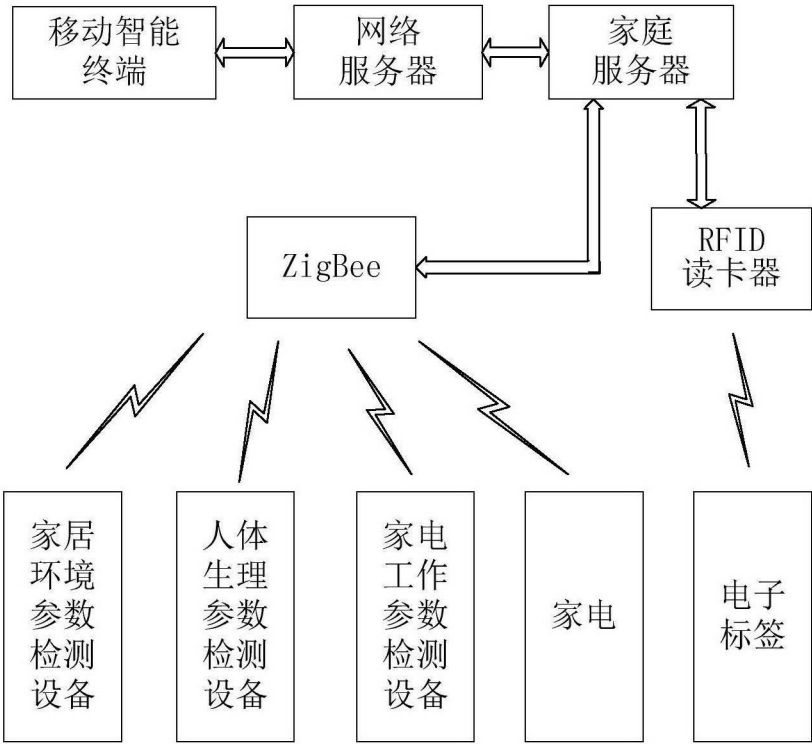 移动智能
终端
网络
服务器
家庭
服务器
ZigBee
RFID
读卡器
家居
环境
参数
检测
设备
人体
生理
参数
检测
设备
家电
工作
参数
检测
设备
家电
电子
标签